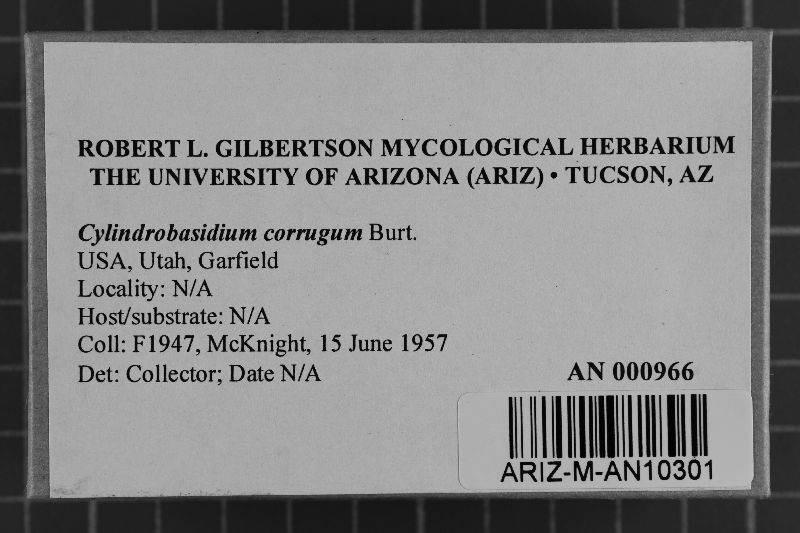 ROBERT L. GILBERTSON MYCOLOGICAL HERBARIUM
THE UNIVERSITY OF ARIZONA (ARIZ) • TUCSON, AZ
Cylindrobasidium corrugum Burt.
USA, Utah, Garfield
Locality: N/A
Host/substrate: N/A
Coll: F1947, McKnight, 15 June 1957
Det: Collector; Date N/A
AN 000966
ARIZ-M-AN10301